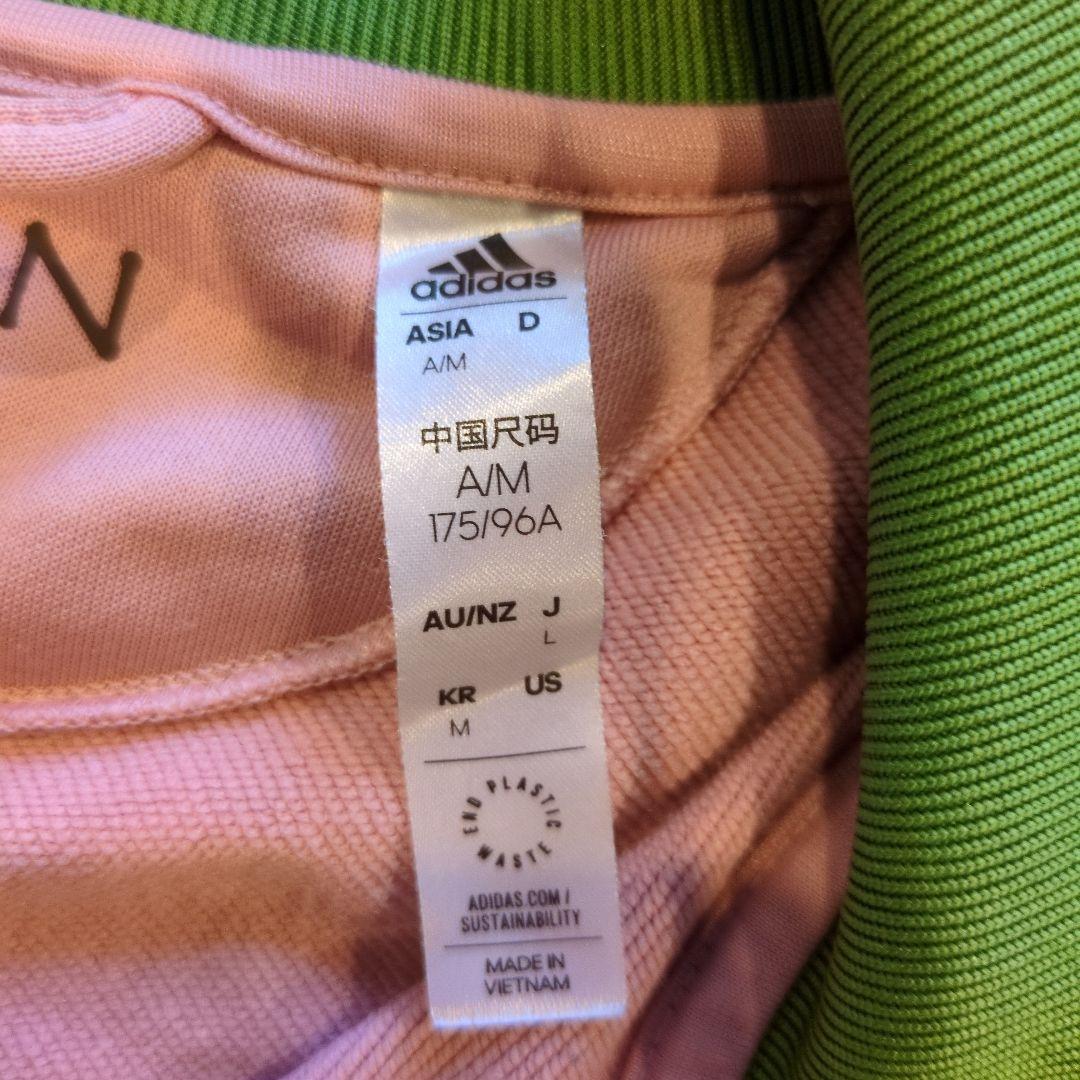 N
adidas
ASIA D
A/M
中国尺码
A/M
175/96A
AU/NZ J
L
KR US
M
END PLASTIC WASTE
ADIDAS.COM/
SUSTAINABILITY
MADE IN
VIETNAM